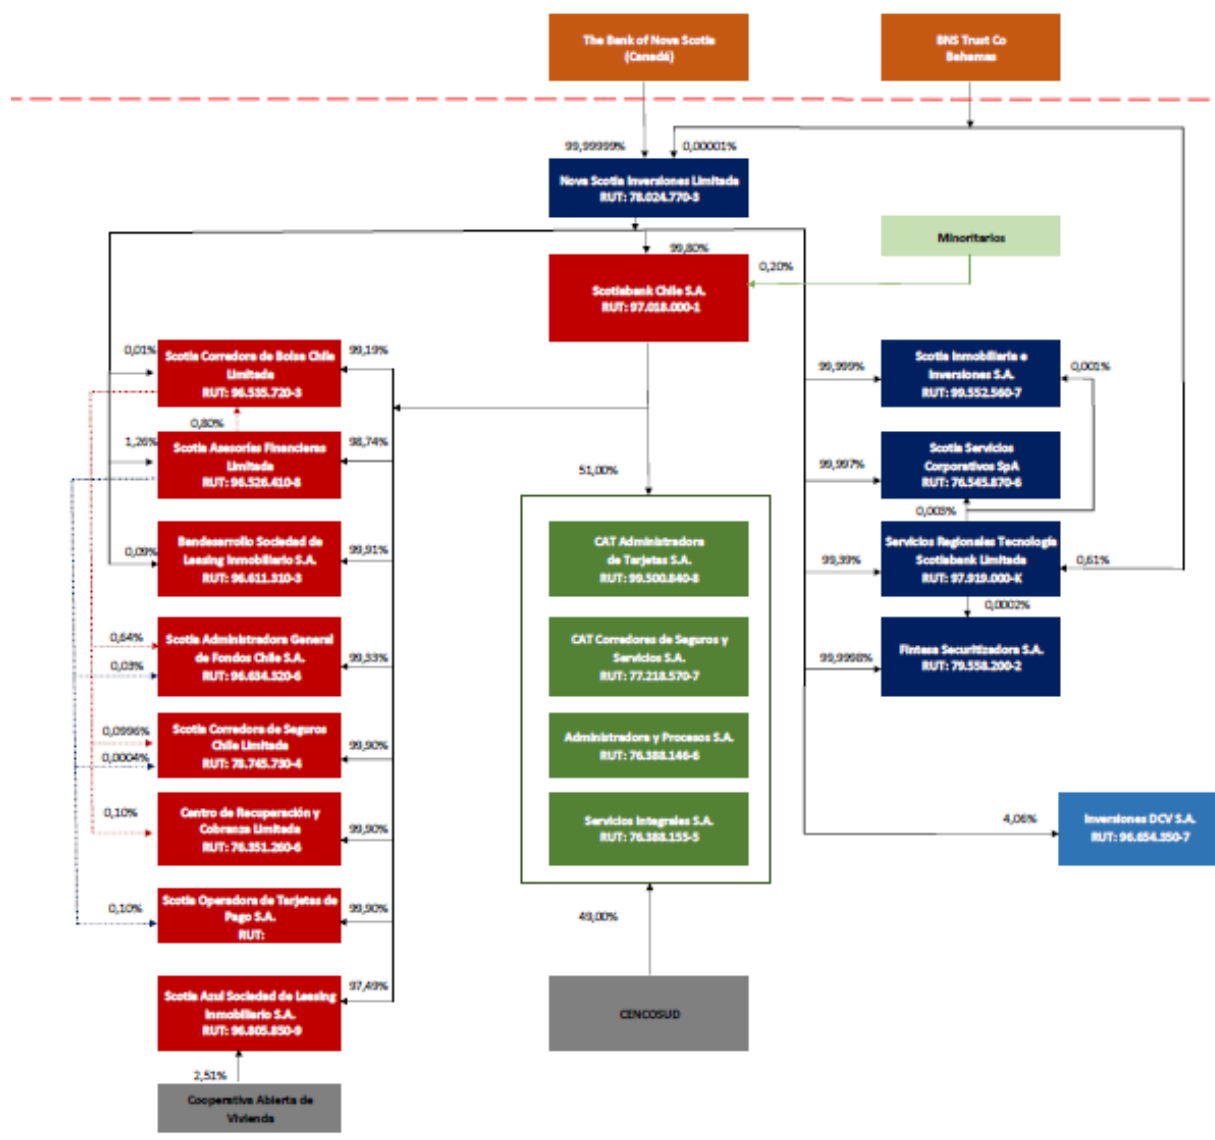 The Bank of Nova Scotia
(Canadá)
BNS Trust Co
Bahamas
99,99999%
0,00001%
Nova Scotia Inversiones Limitada
RUT: 78.024.770-3
Minoritarios
99,80%
0,20%
Scotiabank Chile S.A.
RUT: 97.018.000-1
0,01%
Scotia Corredora de Bolsa Chile
Limitada
RUT: 96.535.720-3
99,19%
99,999%
Scotia Inmobiliaria e
Inversiones S.A.
RUT: 99.552.560-7
0,001%
0,80%
1,26%
Scotia Asesorías Financieras
Limitada
RUT: 96.526.410-8
98,74%
51,00%
99,997%
Scotia Servicios
Corporativos SpA
RUT: 76.545.870-6
0,003%
0,09%
Bandesarrollo Sociedad de
Leasing Inmobiliario S.A.
RUT: 96.611.310-3
99,91%
CAT Administradora
de Tarjetas S.A.
RUT: 99.500.840-8
99,39%
Servicios Regionales Tecnología
Scotiabank Limitada
RUT: 97.919.000-K
0,61%
0,0002%
0,64%
0,03%
Scotia Administradora General
de Fondos Chile S.A.
RUT: 96.634.320-6
99,33%
CAT Corredores de Seguros y
Servicios S.A.
RUT: 77.218.570-7
99,9998%
Fintesa Securitizadora S.A.
RUT: 79.558.200-2
0,0996%
0,0004%
Scotia Corredora de Seguros
Chile Limitada
RUT: 78.745.730-4
99,90%
Administradora y Procesos S.A.
RUT: 76.388.146-6
0,10%
Centro de Recuperación y
Cobranza Limitada
RUT: 76.351.260-6
99,90%
Servicios Integrales S.A.
RUT: 76.388.155-5
4,06%
Inversiones DCV S.A.
RUT: 96.654.350-7
0,10%
Scotia Operadora de Tarjetas de
Pago S.A.
RUT:
99,90%
49,00%
Scotia Azul Sociedad de Leasing
Inmobiliario S.A.
RUT: 96.805.850-9
97,49%
CENCOSUD
2,51%
Cooperativa Abierta de
Vivienda